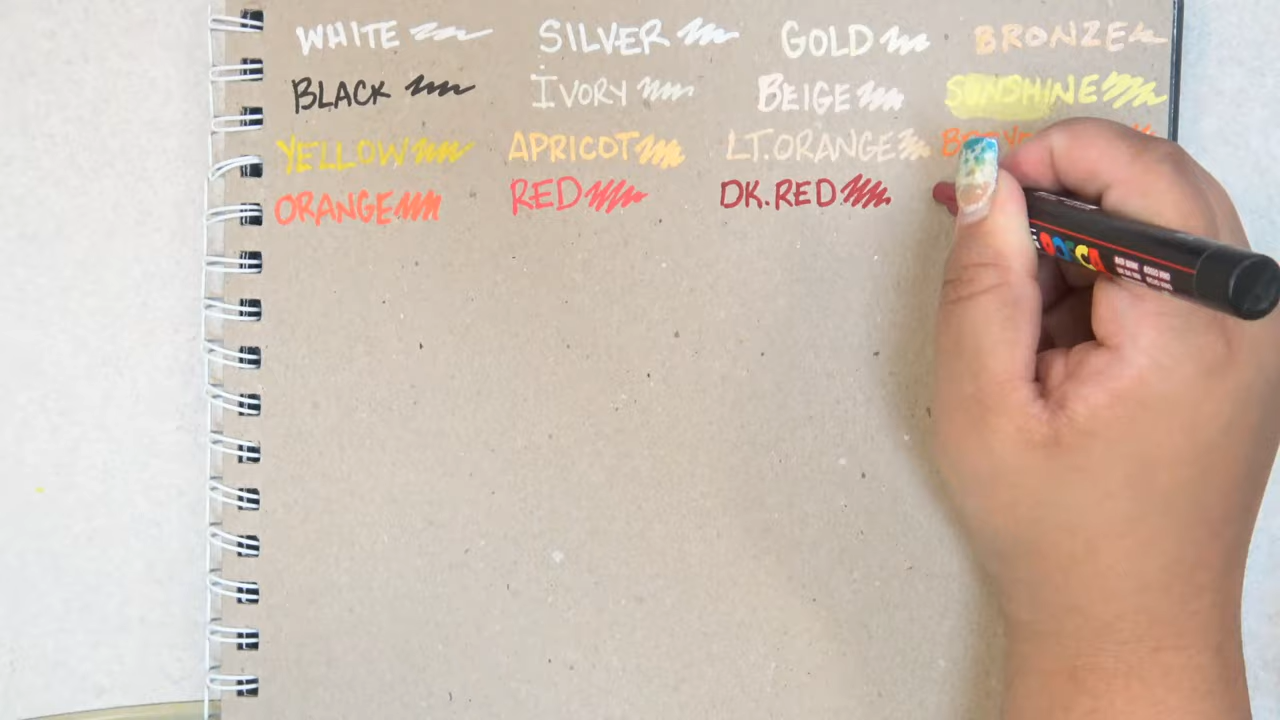 WHITE SILVER GOLD BRONZE
BLACK IVORY BEIGE SUNSHINE
YELLOW APRICOT LT.ORANGE
ORANGE RED DK.RED
POSCA